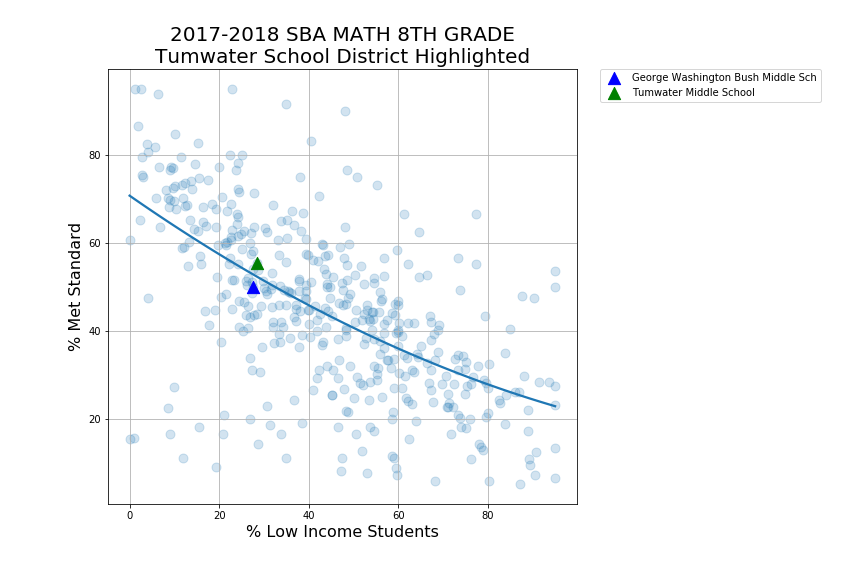 2017-2018 SBA MATH 8TH GRADE
Tumwater School District Highlighted
George Washington Bush Middle Sch
Tumwater Middle School
% Met Standard
80
60
40
20
0 20 40 60 80
% Low Income Students